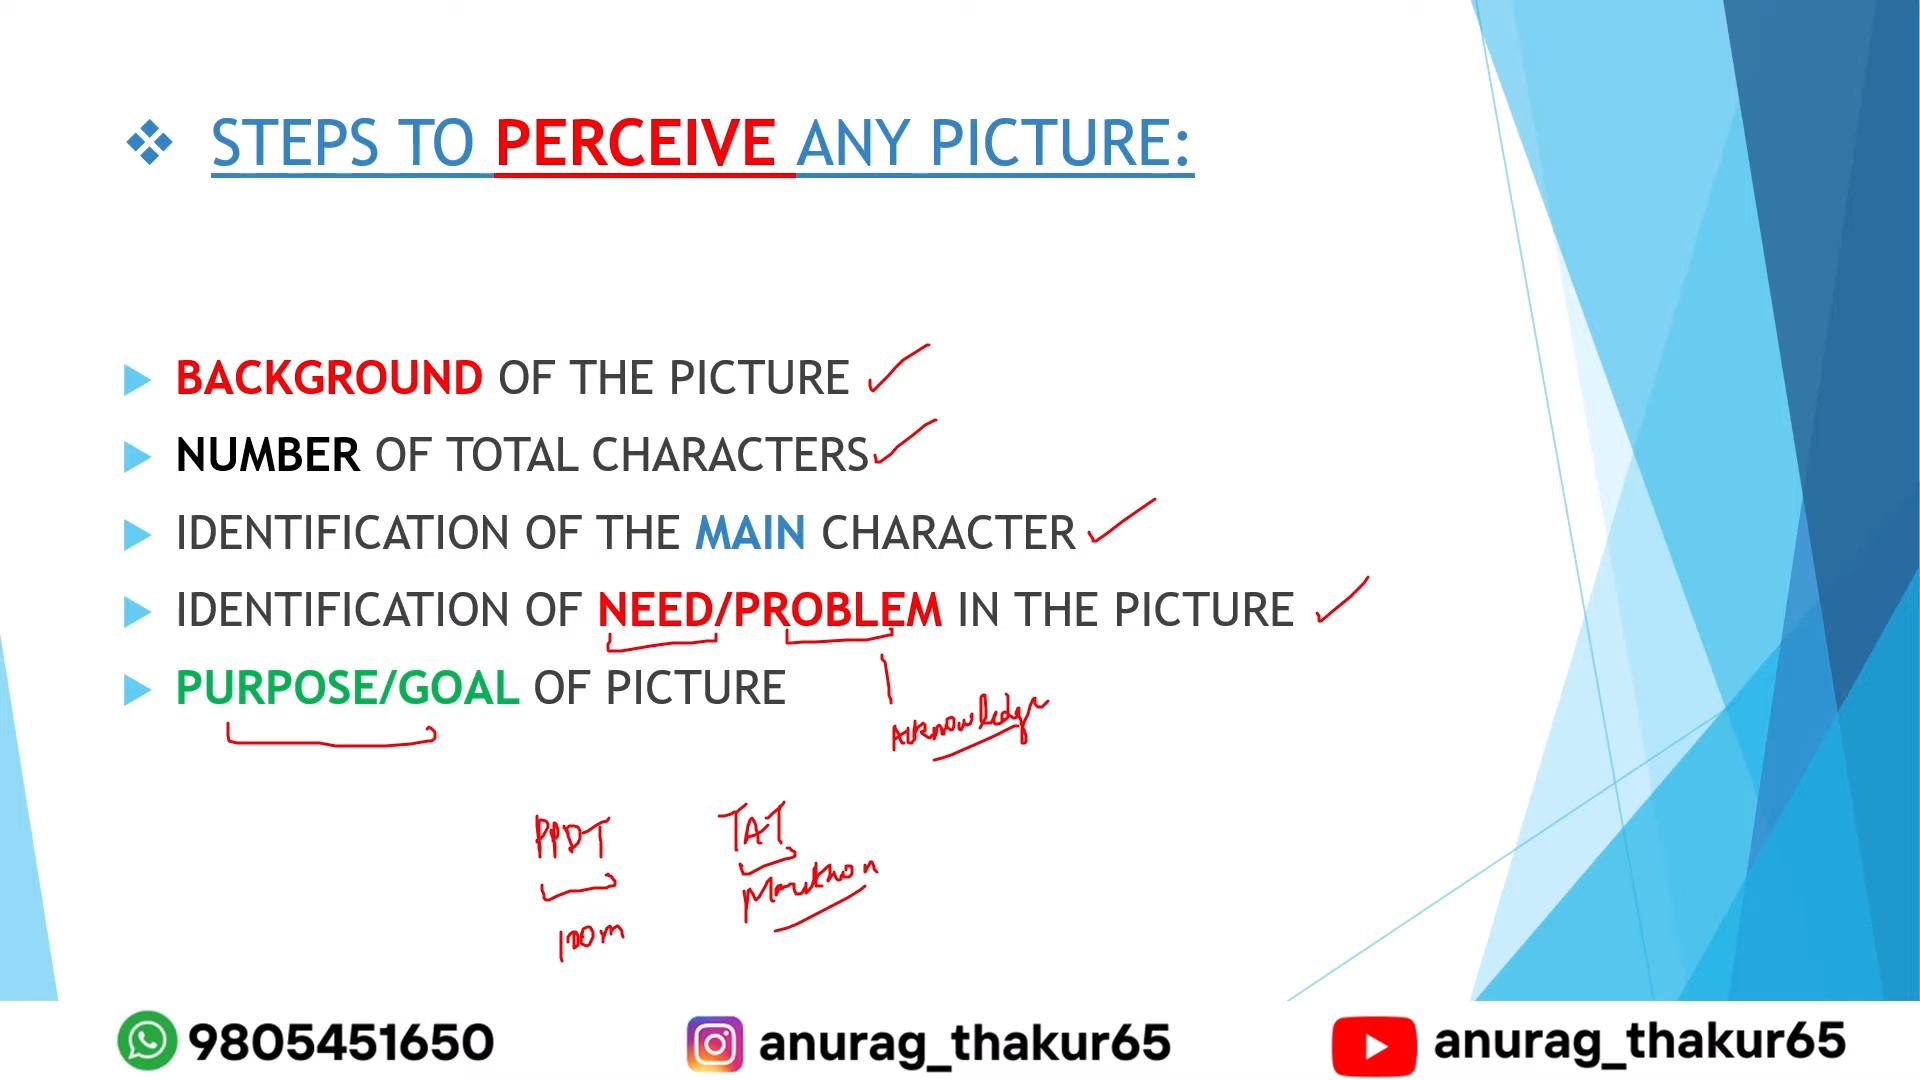 STEPS TO PERCEIVE ANY PICTURE:
BACKGROUND OF THE PICTURE
NUMBER OF TOTAL CHARACTERS
IDENTIFICATION OF THE MAIN CHARACTER
IDENTIFICATION OF NEED/PROBLEM IN THE PICTURE
PURPOSE/GOAL OF PICTURE
Acknowledge
PPDT TAT
Marathon
100m
9805451650 anurag_thakur65 anurag_thakur65